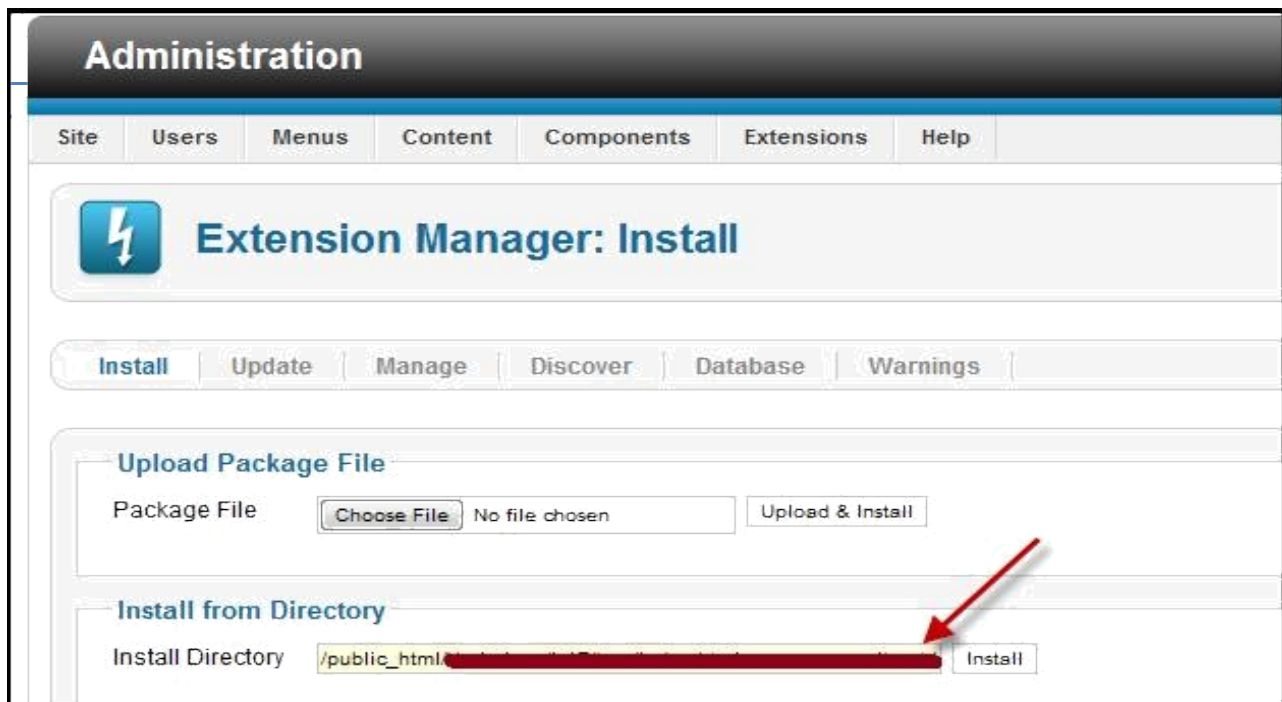 Administration
Site Users Menus Content Components Extensions Help
Extension Manager: Install
Install Update Manage Discover Database Warnings
Upload Package File
Package File Choose File No file chosen Upload & Install
Install from Directory
Install Directory /public_html/ Install